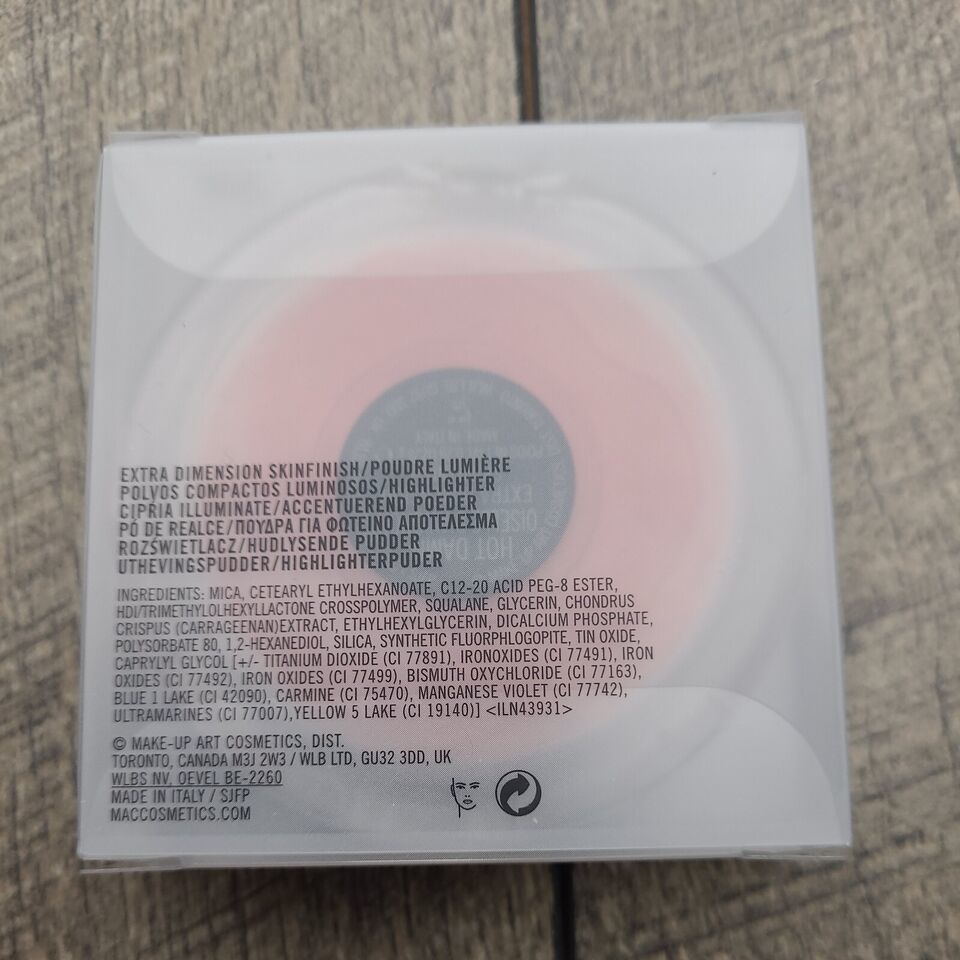 EXTRA DIMENSION SKINFINISH/POUDRE LUMIÈRE
POLVOS COMPACTOS LUMINOSOS/HIGHLIGHTER
CIPRIA ILLUMINATE/ACCENTUEREND POEDER
PÓ DE REALCE/ΠΟΥΔΡΑ ΓΙΑ ΦΩΤΕΙΝΟ ΑΠΟΤΕΛΕΣΜΑ
ROZŚWIETLACZ/HUDLYSENDE PUDDER
UTHEVINGSPUDDER/HIGHLIGHTERPUDER
INGREDIENTS: MICA, CETEARYL ETHYLHEXANOATE, C12-20 ACID PEG-8 ESTER,
HDI/TRIMETHYLOLHEXYLLACTONE CROSSPOLYMER, SQUALANE, GLYCERIN, CHONDRUS
CRISPUS (CARRAGEENAN)EXTRACT, ETHYLHEXYLGLYCERIN, DICALCIUM PHOSPHATE,
POLYSORBATE 80, 1,2-HEXANEDIOL, SILICA, SYNTHETIC FLUORPHLOGOPITE, TIN OXIDE,
CAPRYLYL GLYCOL [+/- TITANIUM DIOXIDE (CI 77891), IRONOXIDES (CI 77491), IRON
OXIDES (CI 77492), IRON OXIDES (CI 77499), BISMUTH OXYCHLORIDE (CI 77163),
BLUE 1 LAKE (CI 42090), CARMINE (CI 75470), MANGANESE VIOLET (CI 77742),
ULTRAMARINES (CI 77007),YELLOW 5 LAKE (CI 19140)] <ILN43931>
© MAKE-UP ART COSMETICS, DIST.
TORONTO, CANADA M3J 2W3 / WLB LTD, GU32 3DD, UK
WLBS NV, OEVEL BE-2260
MADE IN ITALY / SJFP
MACCOSMETICS.COM
MADE IN ITALY
HOT DAM